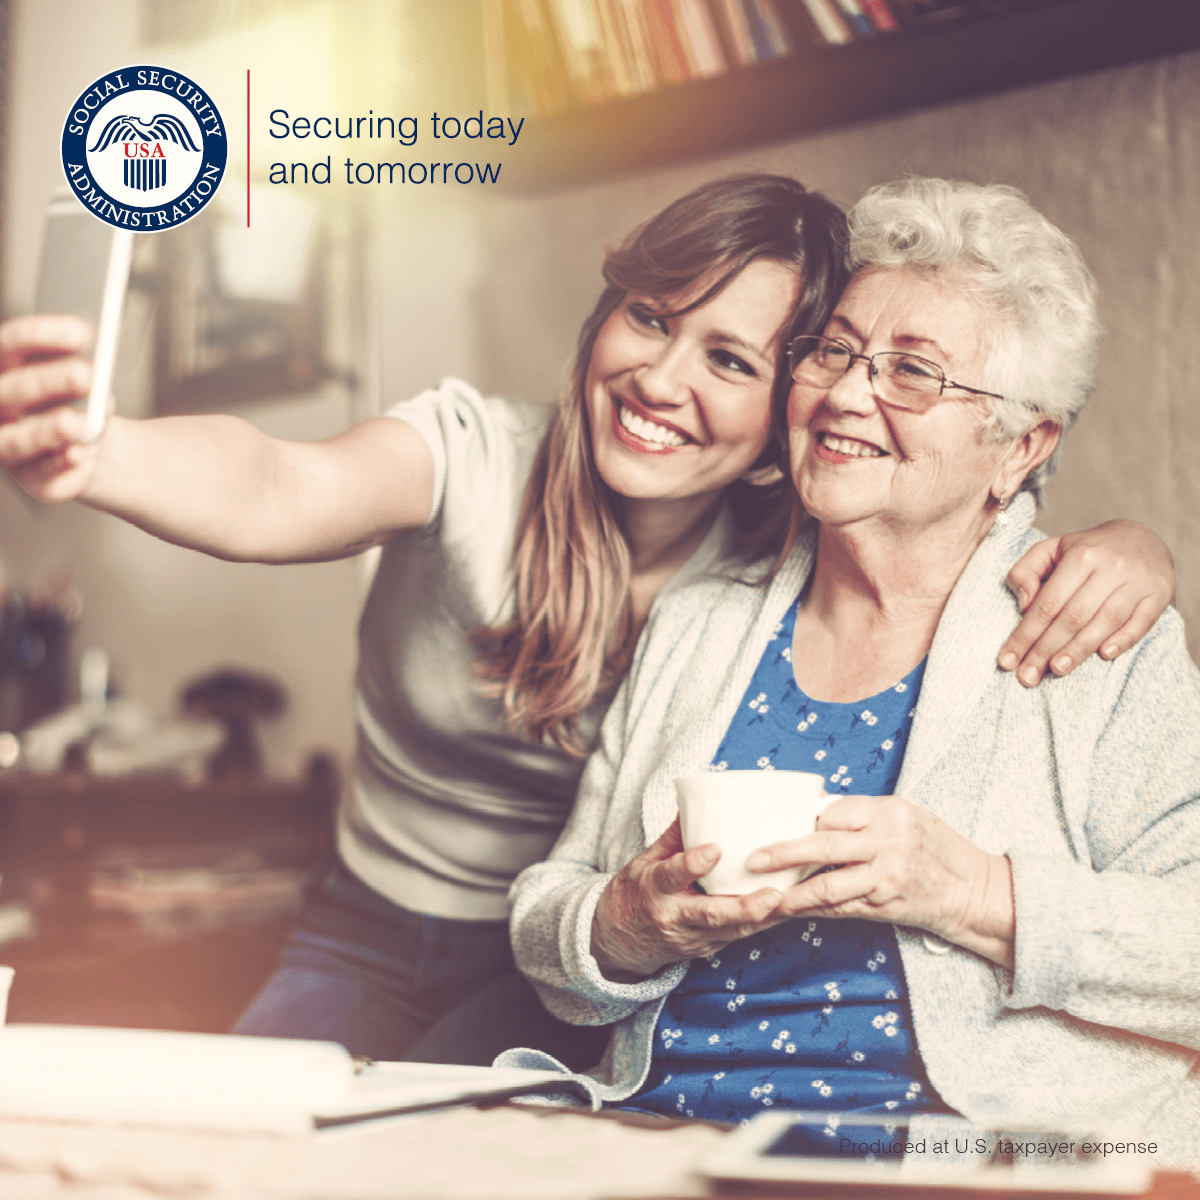 SOCIAL SECURITY
ADMINISTRATION
USA
Securing today
and tomorrow
Produced at U.S. taxpayer expense